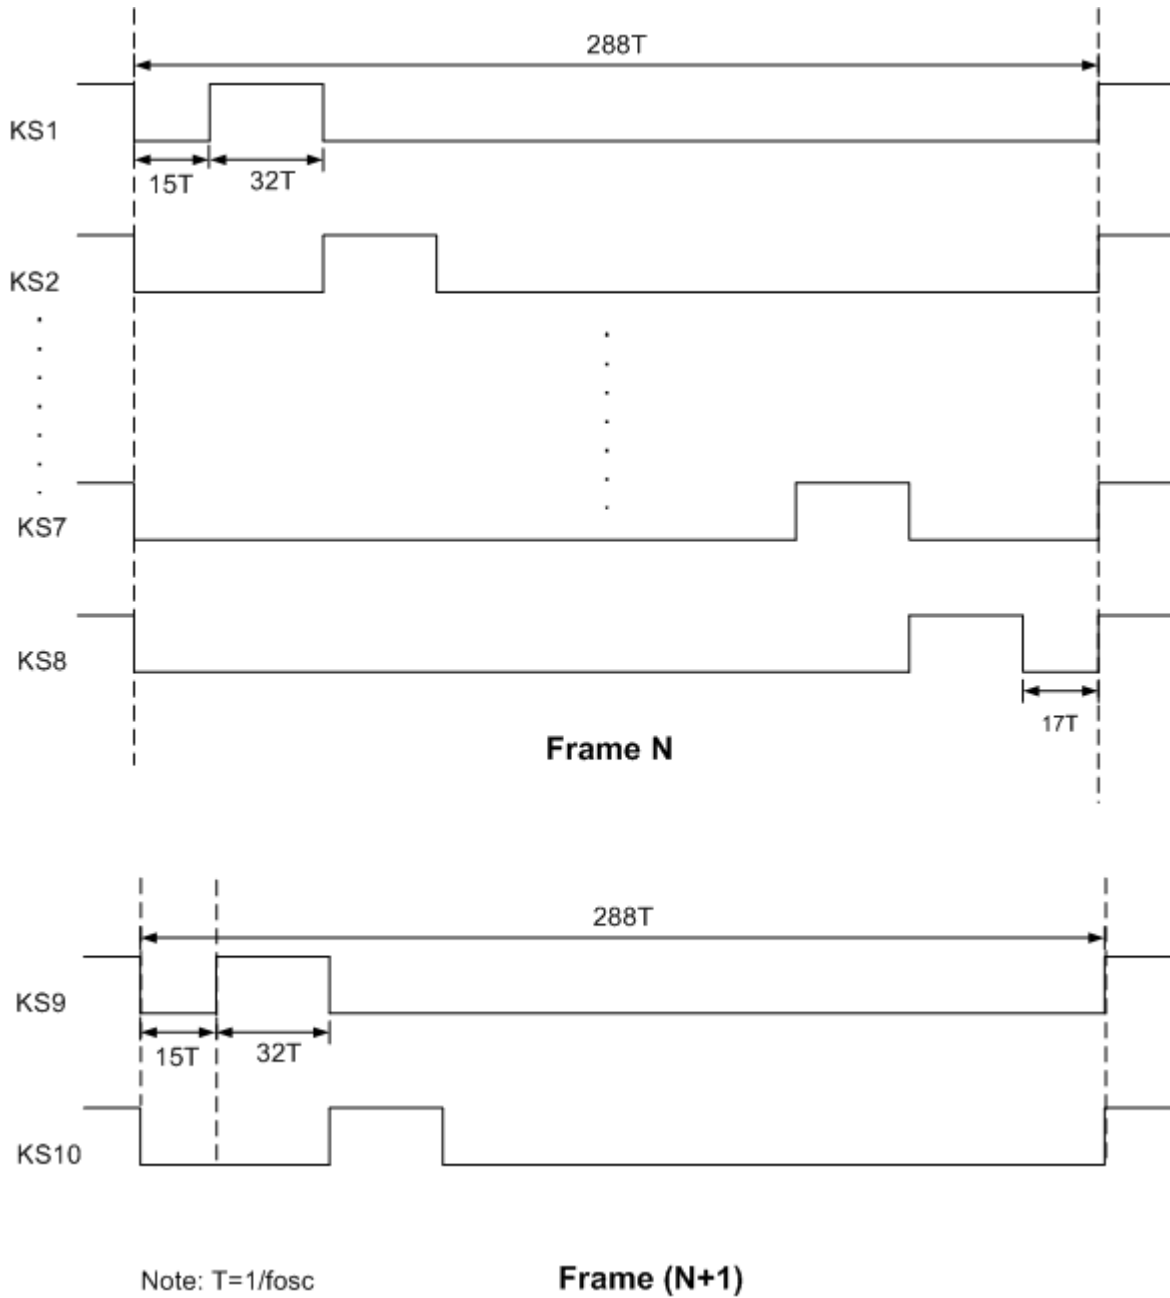 288T
KS1
15T
32T
KS2
KS7
KS8
17T
Frame N
288T
KS9
15T
32T
KS10
Note: T=1/fosc
Frame (N+1)